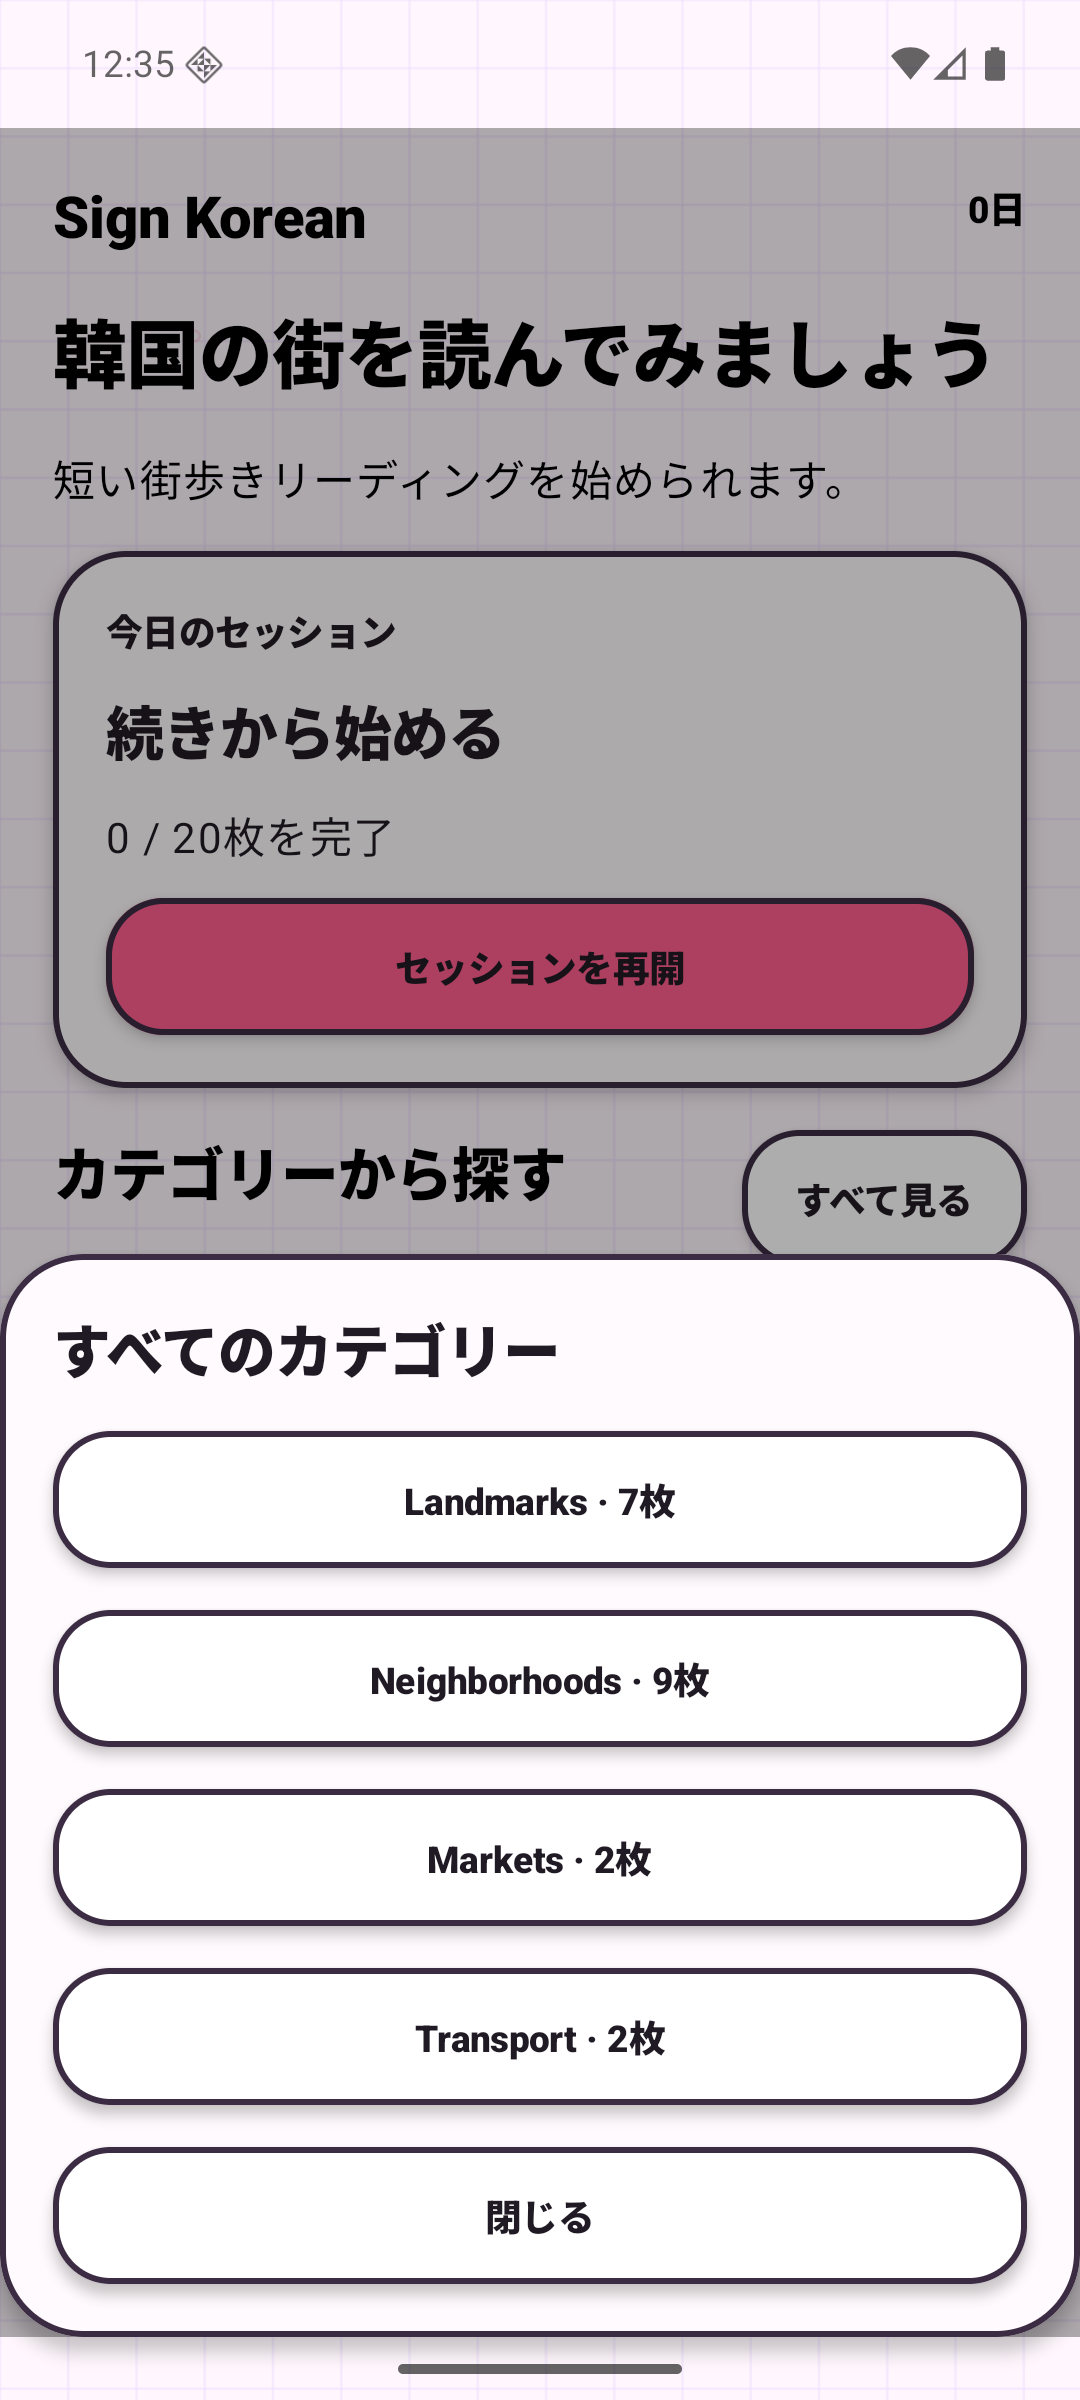 12:35
Sign Korean
0日
韓国の街を読んでみましょう
短い街歩きリーディングを始められます。
今日のセッション
続きから始める
0 / 20枚を完了
セッションを再開
カテゴリーから探す
すべて見る
すべてのカテゴリー
Landmarks · 7枚
Neighborhoods · 9枚
Markets · 2枚
Transport · 2枚
閉じる